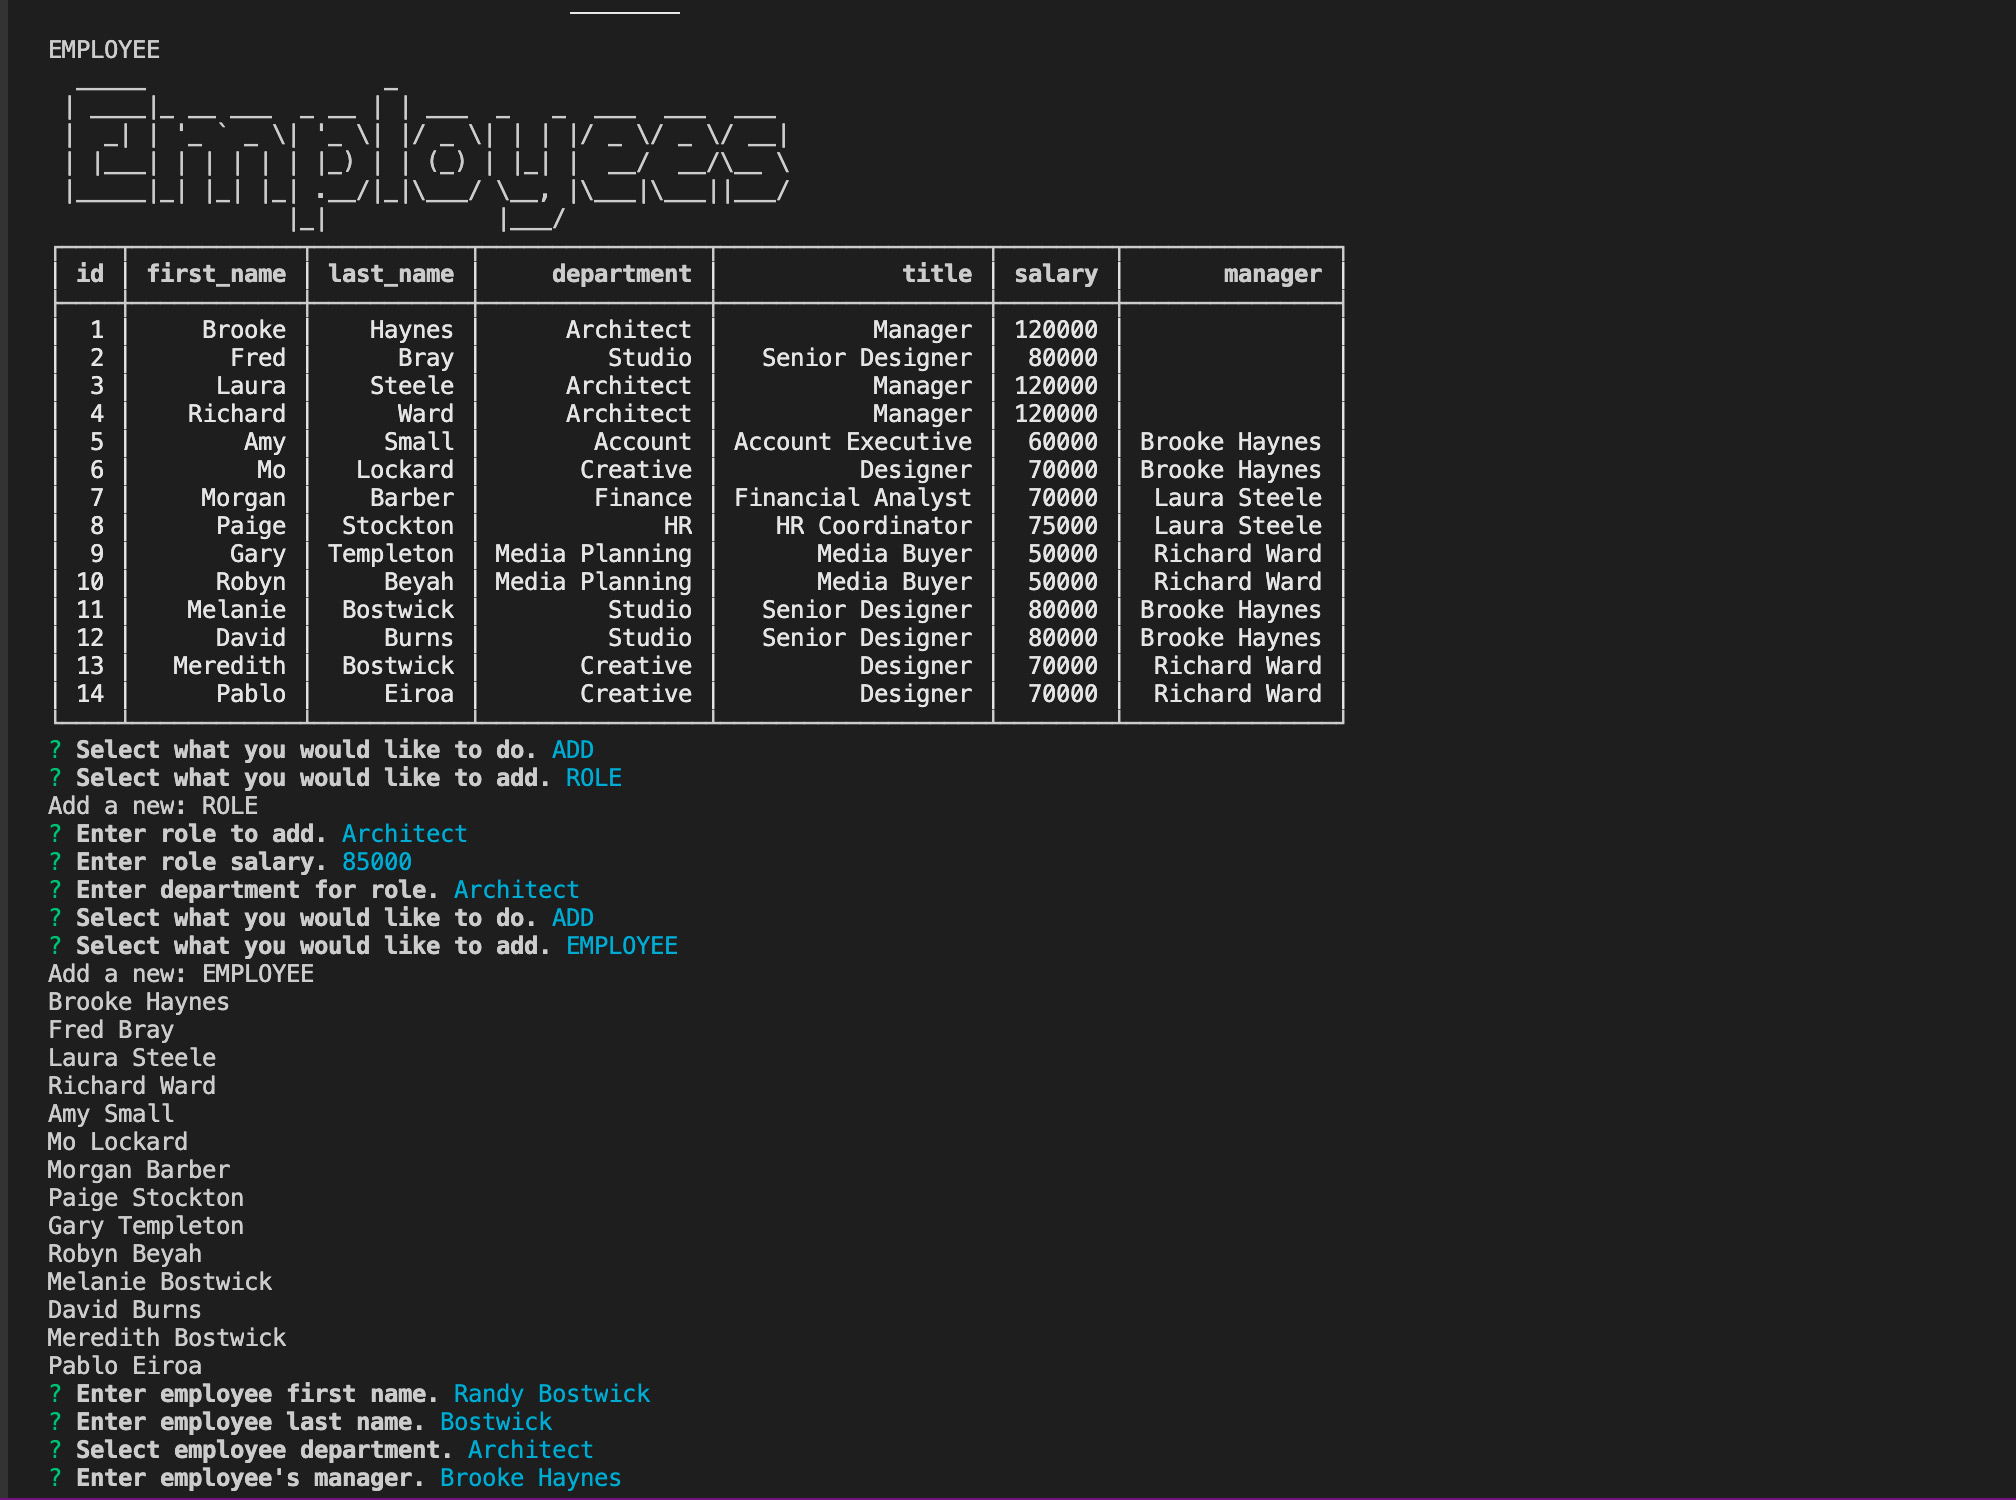 EMPLOYEE
Employees
id first_name last_name department title salary manager
1 Brooke Haynes Architect Manager 120000
2 Fred Bray Studio Senior Designer 80000
3 Laura Steele Architect Manager 120000
4 Richard Ward Architect Manager 120000
5 Amy Small Account Account Executive 60000 Brooke Haynes
6 Mo Lockard Creative Designer 70000 Brooke Haynes
7 Morgan Barber Finance Financial Analyst 70000 Laura Steele
8 Paige Stockton HR HR Coordinator 75000 Laura Steele
9 Gary Templeton Media Planning Media Buyer 50000 Richard Ward
10 Robyn Beyah Media Planning Media Buyer 50000 Richard Ward
11 Melanie Bostwick Studio Senior Designer 80000 Brooke Haynes
12 David Burns Studio Senior Designer 80000 Brooke Haynes
13 Meredith Bostwick Creative Designer 70000 Richard Ward
14 Pablo Eiroa Creative Designer 70000 Richard Ward
? Select what you would like to do. ADD
? Select what you would like to add. ROLE
Add a new: ROLE
? Enter role to add. Architect
? Enter role salary. 85000
? Enter department for role. Architect
? Select what you would like to do. ADD
? Select what you would like to add. EMPLOYEE
Add a new: EMPLOYEE
Brooke Haynes
Fred Bray
Laura Steele
Richard Ward
Amy Small
Mo Lockard
Morgan Barber
Paige Stockton
Gary Templeton
Robyn Beyah
Melanie Bostwick
David Burns
Meredith Bostwick
Pablo Eiroa
? Enter employee first name. Randy Bostwick
? Enter employee last name. Bostwick
? Select employee department. Architect
? Enter employee's manager. Brooke Haynes